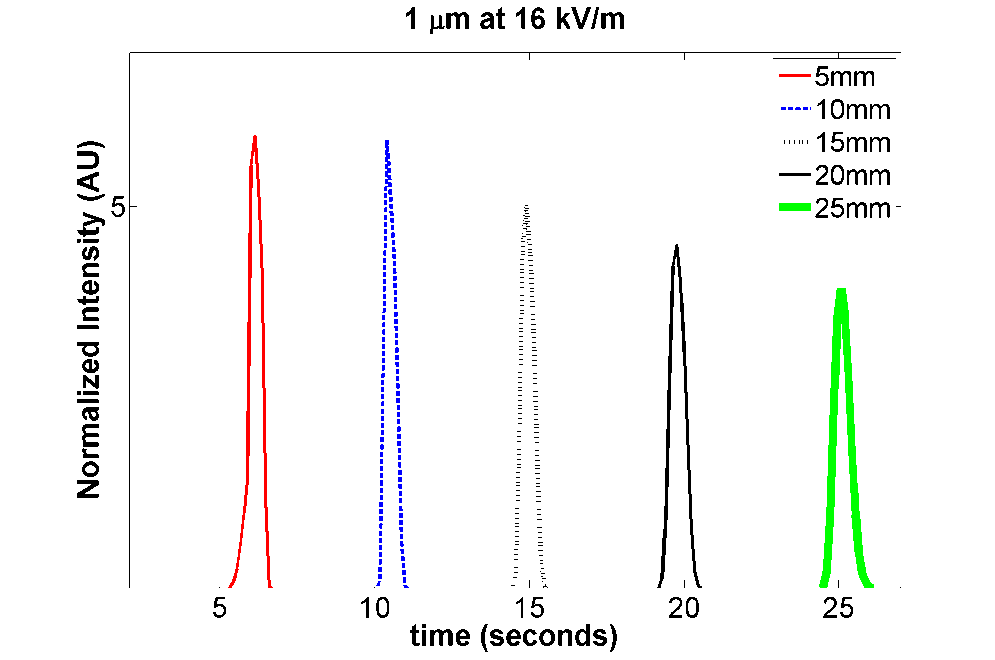 1 μm at 16 kV/m
5mm
10mm
15mm
20mm
25mm
Normalized Intensity (AU)
5
5 10 15 20 25
time (seconds)